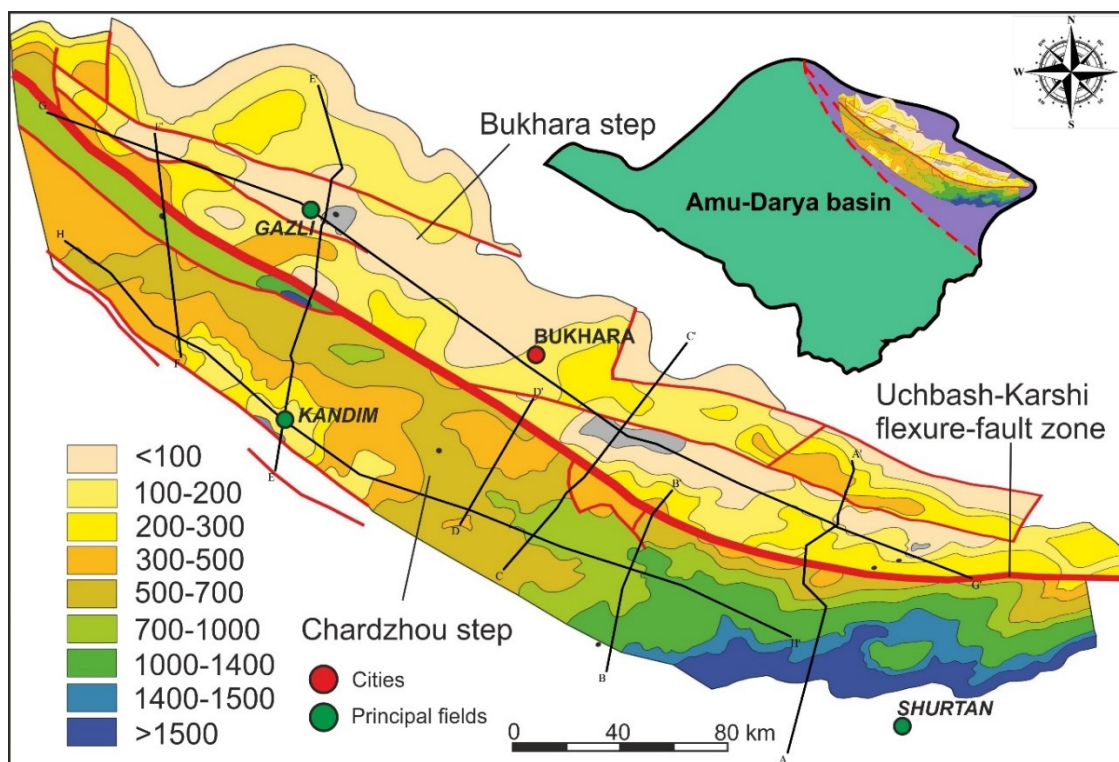 N
W
E
S
E'
Bukhara step
G
F'
Amu-Darya basin
GAZLI
H
BUKHARA
C'
Uchbash-Karshi
flexure-fault zone
F
D'
KANDIM
A'
<100
E
B'
100-200
D
200-300
C
G'
300-500
500-700
700-1000
Chardzhou step
H'
1000-1400
Cities
B
1400-1500
SHURTAN
>1500
Principal fields
0
40
80 km
A